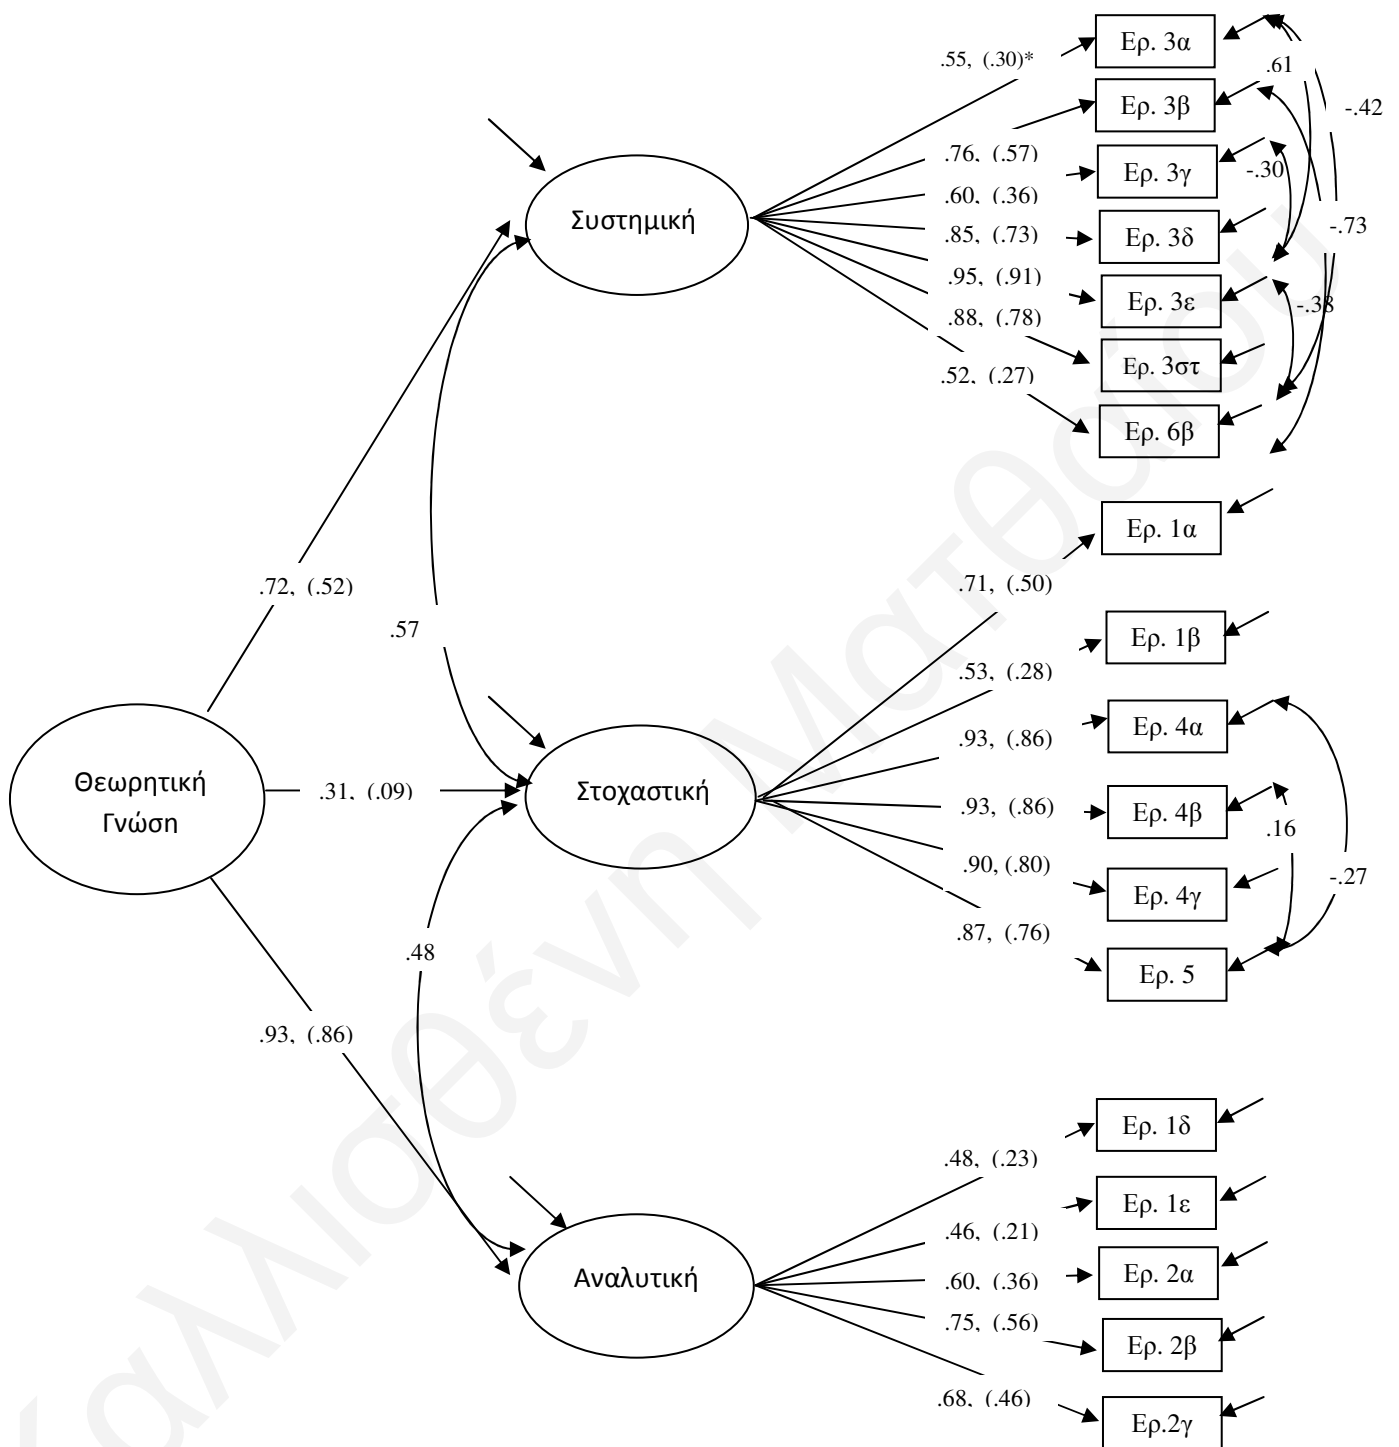 .55, (.30)*
Ερ. 3α
.61
-.42
Ερ. 3β
.76, (.57)
Ερ. 3γ
-.30
.60, (.36)
Συστημική
.85, (.73)
Ερ. 3δ
-.73
.95, (.91)
Ερ. 3ε
-.38
.88, (.78)
Ερ. 3στ
.52, (.27)
Ερ. 6β
Ερ. 1α
.72, (.52)
.71, (.50)
.57
Ερ. 1β
.53, (.28)
Ερ. 4α
.93, (.86)
Θεωρητική
Γνώση
.31, (.09)
Στοχαστική
.93, (.86)
Ερ. 4β
.16
.90, (.80)
Ερ. 4γ
-.27
.87, (.76)
.48
Ερ. 5
.93, (.86)
Ερ. 1δ
.48, (.23)
Ερ. 1ε
.46, (.21)
Αναλυτική
.60, (.36)
Ερ. 2α
.75, (.56)
Ερ. 2β
.68, (.46)
Ερ.2γ
Καλλισθένη Ματθαίου